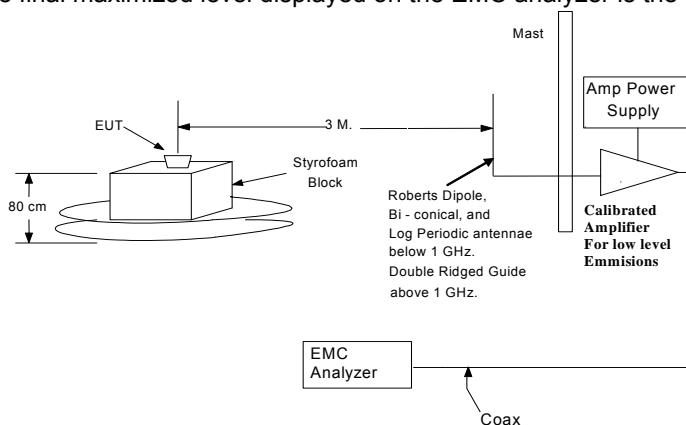 final maximized level displayed on the EMC analyzer is the
Mast
Amp Power
Supply
EUT
3 M.
Styrofoam
Block
80 cm
Roberts Dipole,
Bi - conical, and
Log Periodic antennae
below 1 GHz.
Double Ridged Guide
above 1 GHz.
Calibrated
Amplifier
For low level
Emmisions
EMC
Analyzer
Coax